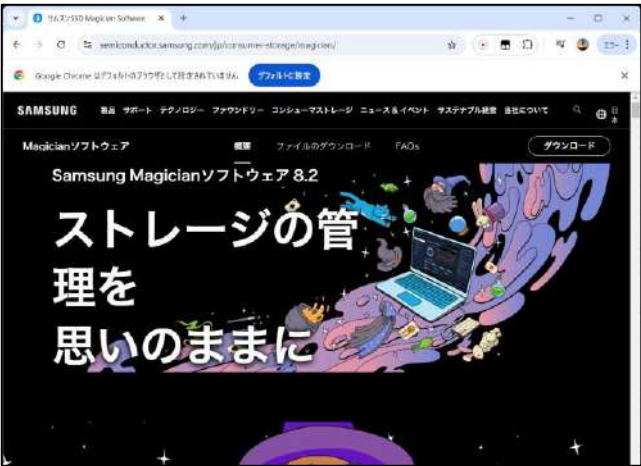 サムスンSSD Magician Software
semiconductor.samsung.com/jp/consumer-storage/magician/
Google Chrome はデフォルトのブラウザとして設定されていません
デフォルトに設定
SAMSUNG 製品 サポート テクノロジー ファウンドリー コンシューマストレージ ニュース&イベント サステナブル経営 当社について 日本
Magicianソフトウェア 概要 ファイルのダウンロード FAQs ダウンロード
Samsung Magicianソフトウェア 8.2
ストレージの管
理を
思いのままに